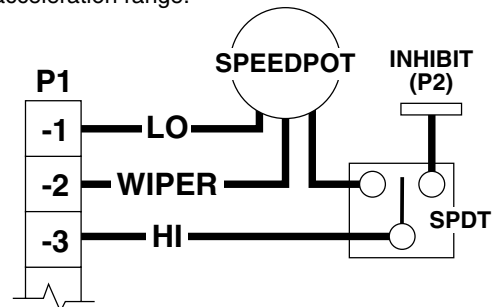 acceleration range.
SPEEDPOT
INHIBIT
(P2)
P1
-1
LO
-2
WIPER
SPDT
-3
HI